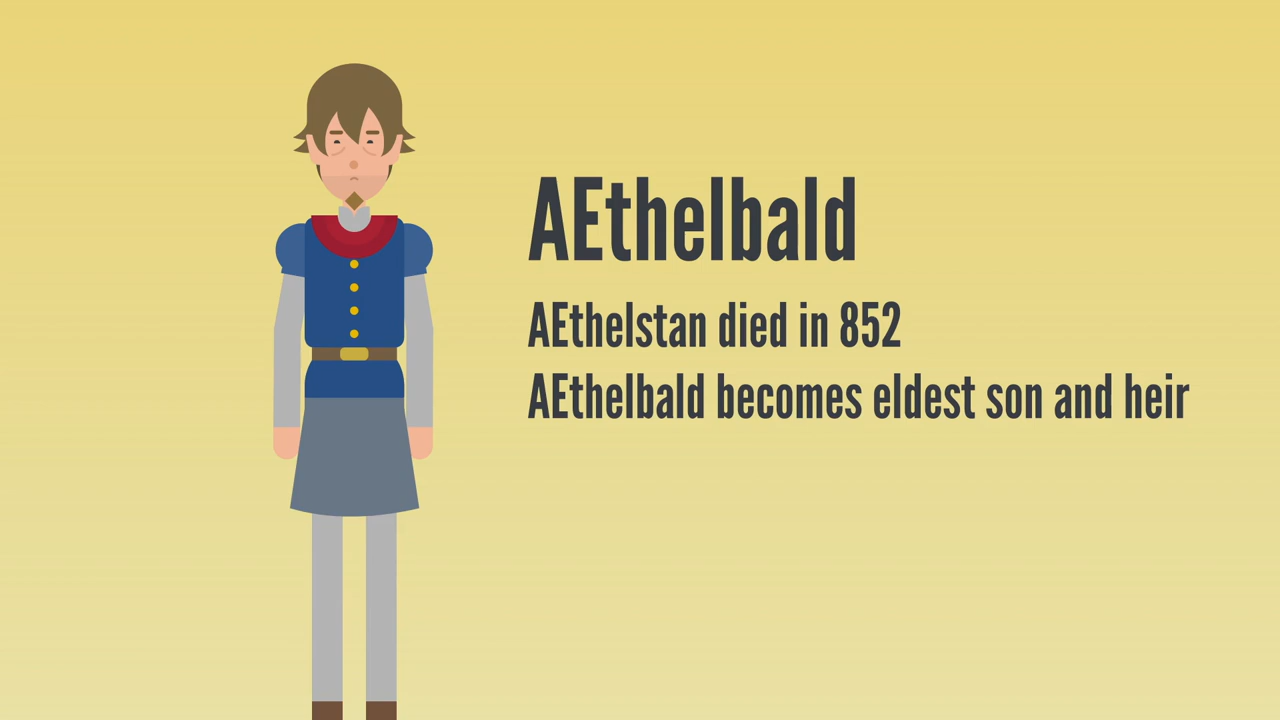 AEthelbald
AEthelstan died in 852
AEthelbald becomes eldest son and heir